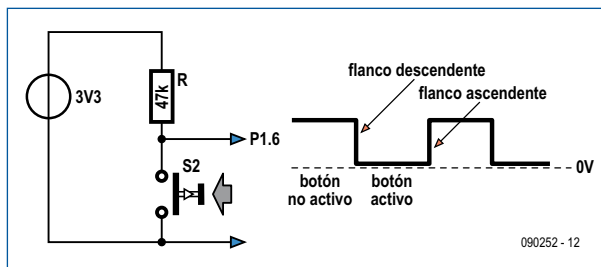 3V3
47k
R
P1.6
S2
flanco descendente
flanco ascendente
0V
botón
no activo
botón
activo
090252 - 12